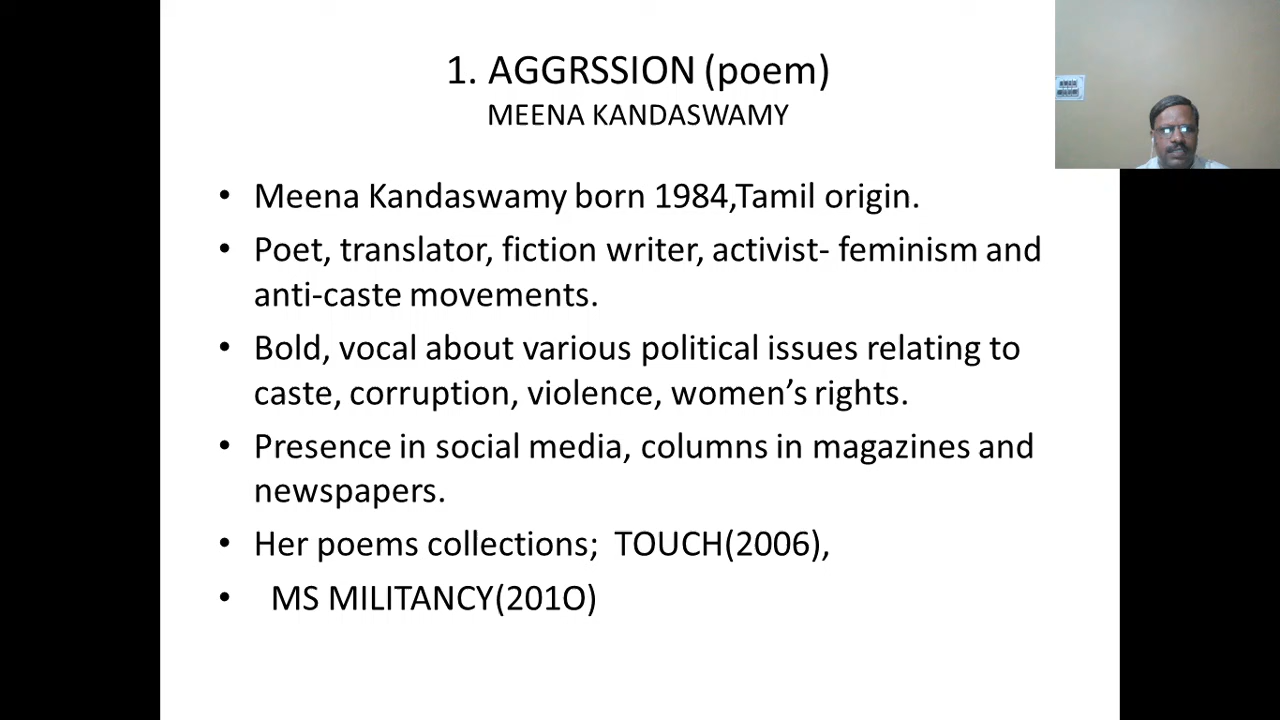 1. AGGRSSION (poem)
MEENA KANDASWAMY
• Meena Kandaswamy born 1984,Tamil origin.
• Poet, translator, fiction writer, activist- feminism and
anti-caste movements.
• Bold, vocal about various political issues relating to
caste, corruption, violence, women’s rights.
• Presence in social media, columns in magazines and
newspapers.
• Her poems collections; TOUCH(2006),
• MS MILITANCY(201O)